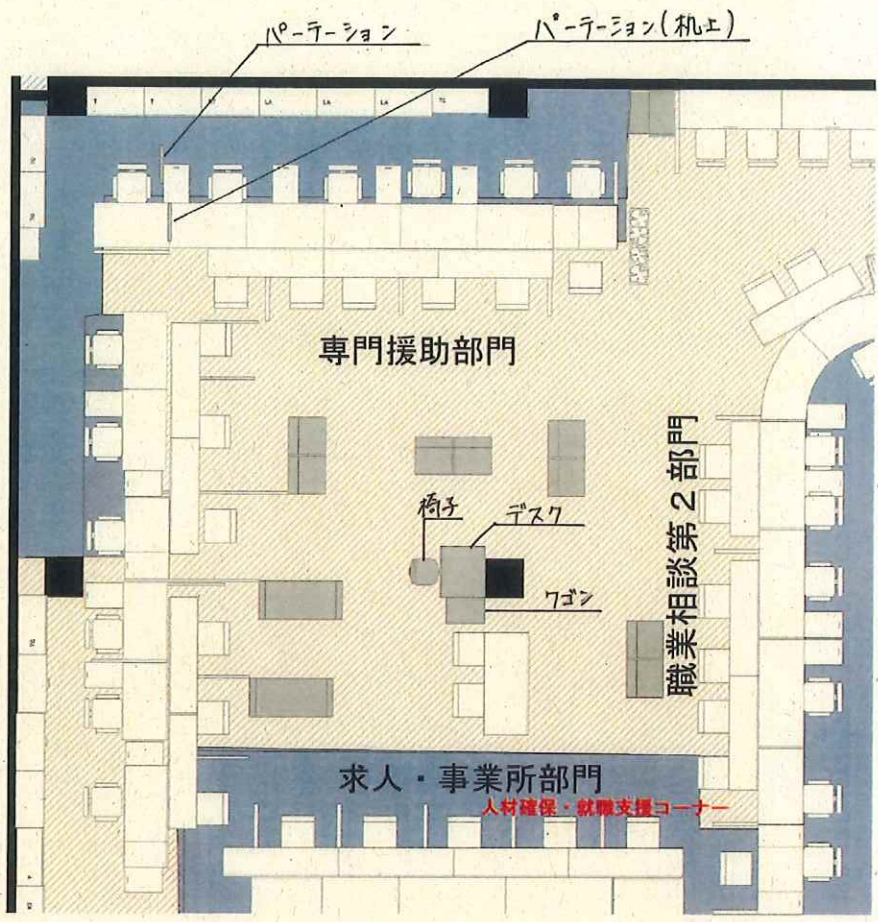 パーテーション
パーテーション(机上)
専門援助部門
職業相談第2部門
椅子
デスク
ワゴン
求人・事業所部門
人材確保・就職支援コーナー